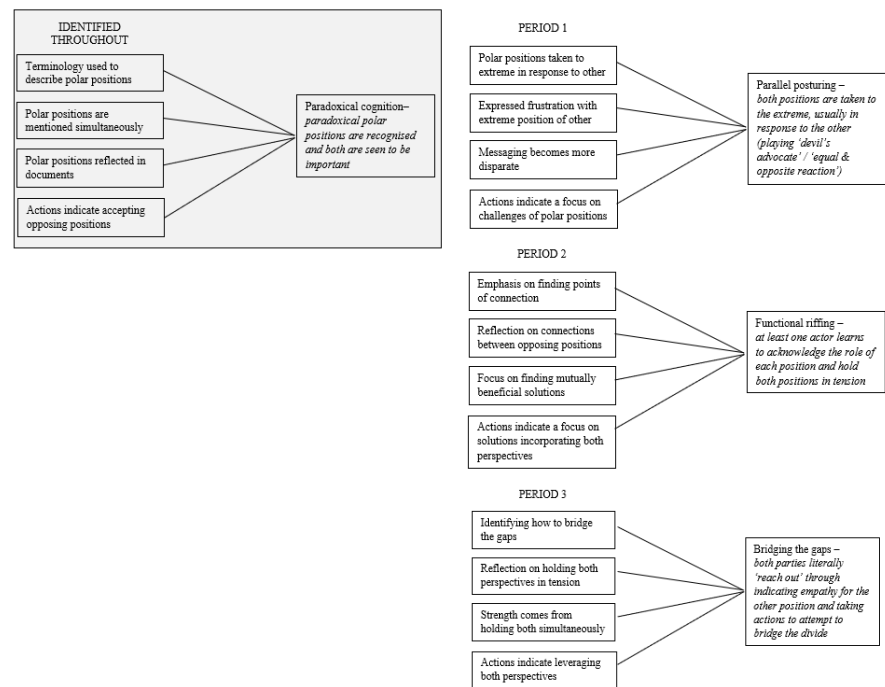 IDENTIFIED
THROUGHOUT
Terminology used to
describe polar positions
Polar positions are
mentioned simultaneously
Polar positions reflected in
documents
Actions indicate accepting
opposing positions
Paradoxical cognition–
paradoxical polar
positions are recognised
and both are seen to be
important
PERIOD 1
Polar positions taken to
extreme in response to other
Expressed frustration with
extreme position of other
Messaging becomes more
disparate
Actions indicate a focus on
challenges of polar positions
Parallel posturing –
both positions are taken to
the extreme, usually in
response to the other
(playing ‘devil’s
advocate’ / ‘equal &
opposite reaction’)
PERIOD 2
Emphasis on finding points
of connection
Reflection on connections
between opposing positions
Focus on finding mutually
beneficial solutions
Actions indicate a focus on
solutions incorporating both
perspectives
Functional riffing –
at least one actor learns
to acknowledge the role of
each position and hold
both positions in tension
PERIOD 3
Identifying how to bridge
the gaps
Reflection on holding both
perspectives in tension
Strength comes from
holding both simultaneously
Actions indicate leveraging
both perspectives
Bridging the gaps –
both parties literally
‘reach out’ through
indicating empathy for the
other position and taking
actions to attempt to
bridge the divide